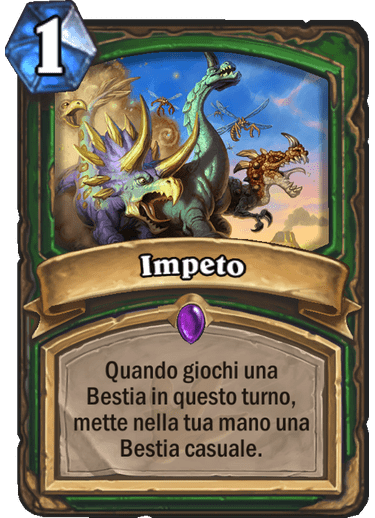 1
Impeto
Quando giochi una
Bestia in questo turno,
mette nella tua mano una
Bestia casuale.